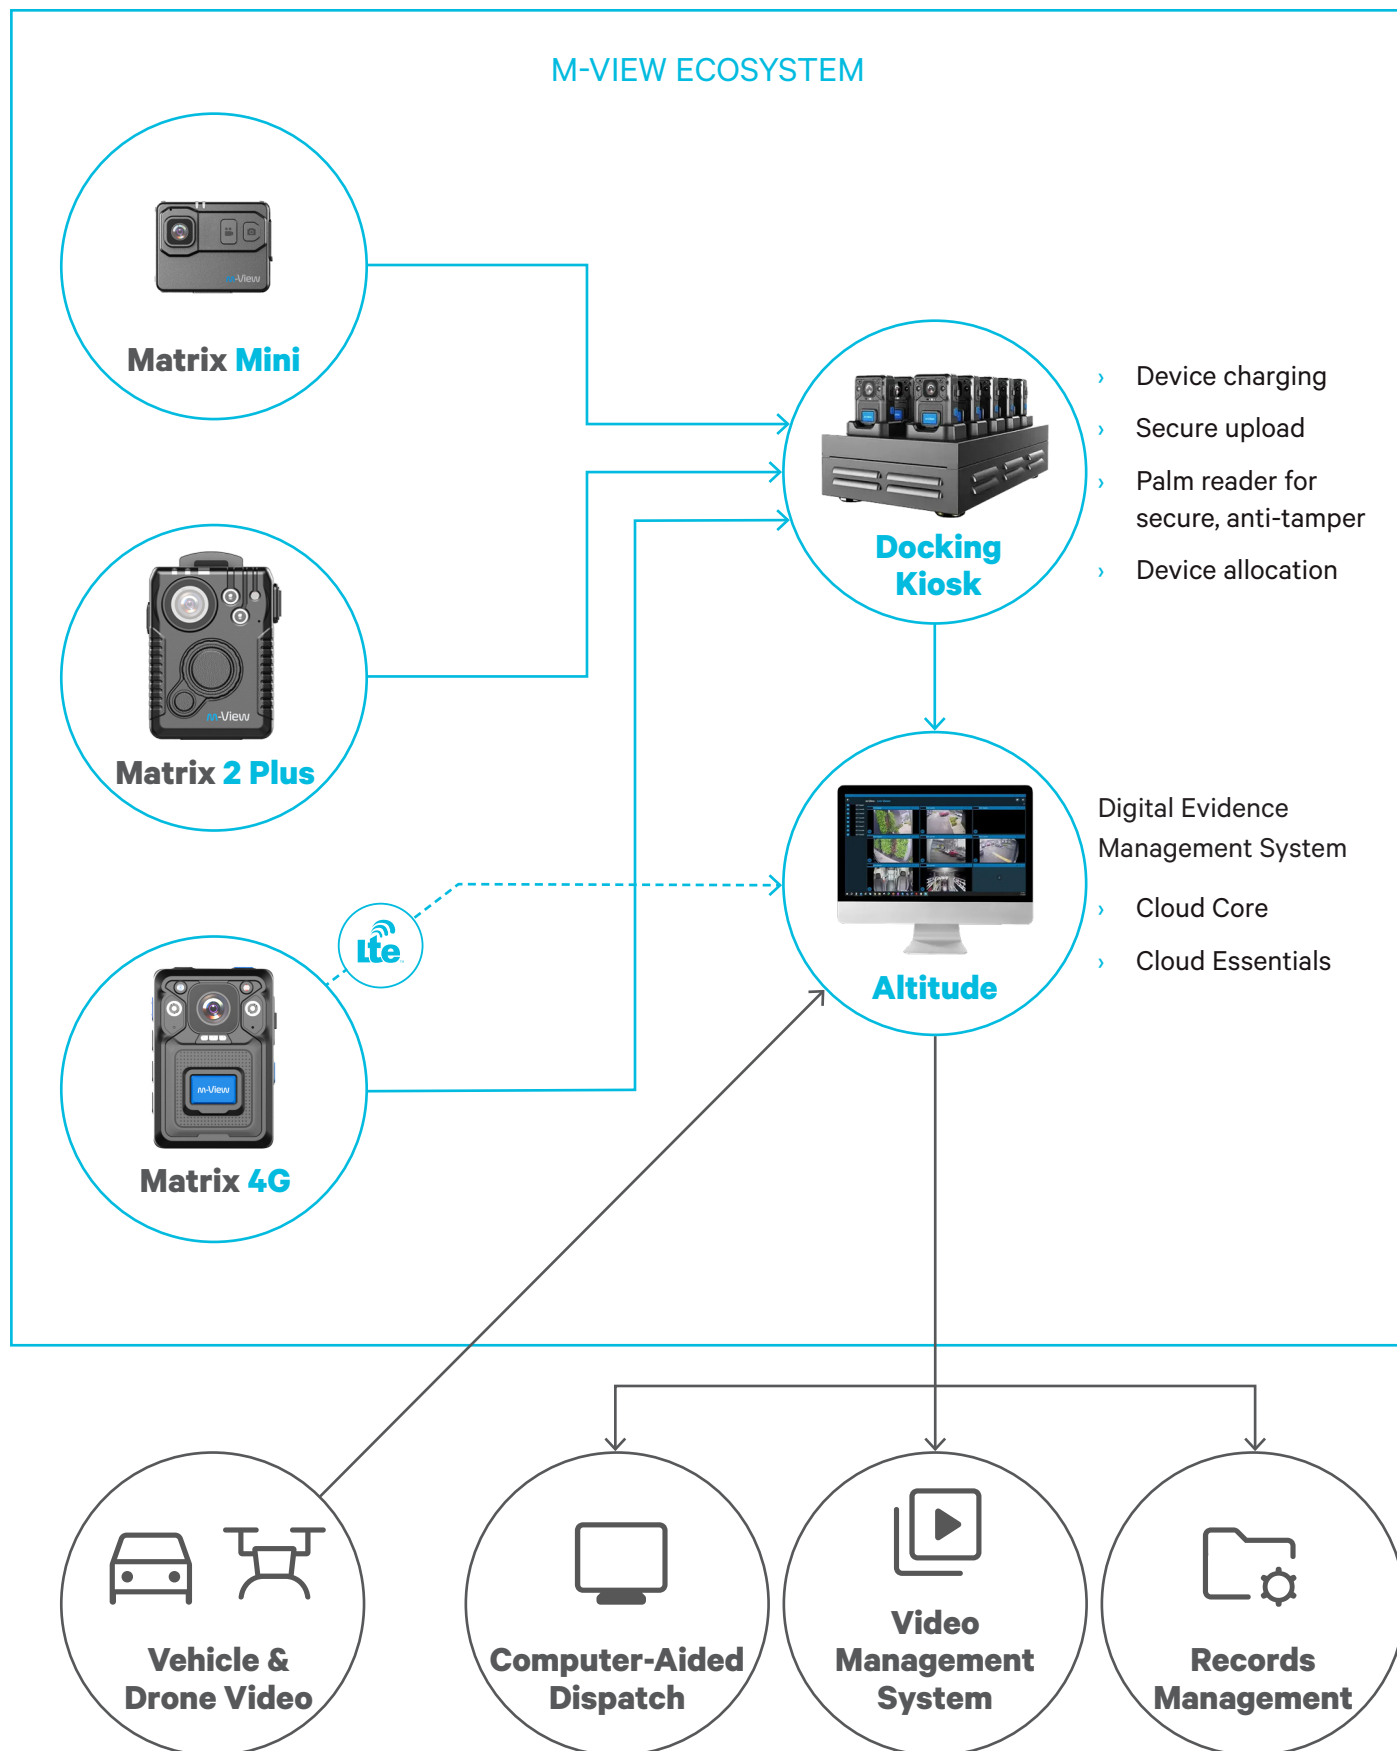 M-VIEW ECOSYSTEM
M-View
Matrix Mini
Device charging
Secure upload
Palm reader for
secure, anti-tamper
Device allocation
Docking
Kiosk
M-View
Matrix 2 Plus
Digital Evidence
Management System
Cloud Core
Cloud Essentials
Lte
Altitude
M-View
Matrix 4G
Vehicle &
Drone Video
Computer-Aided
Dispatch
Video
Management
System
Records
Management